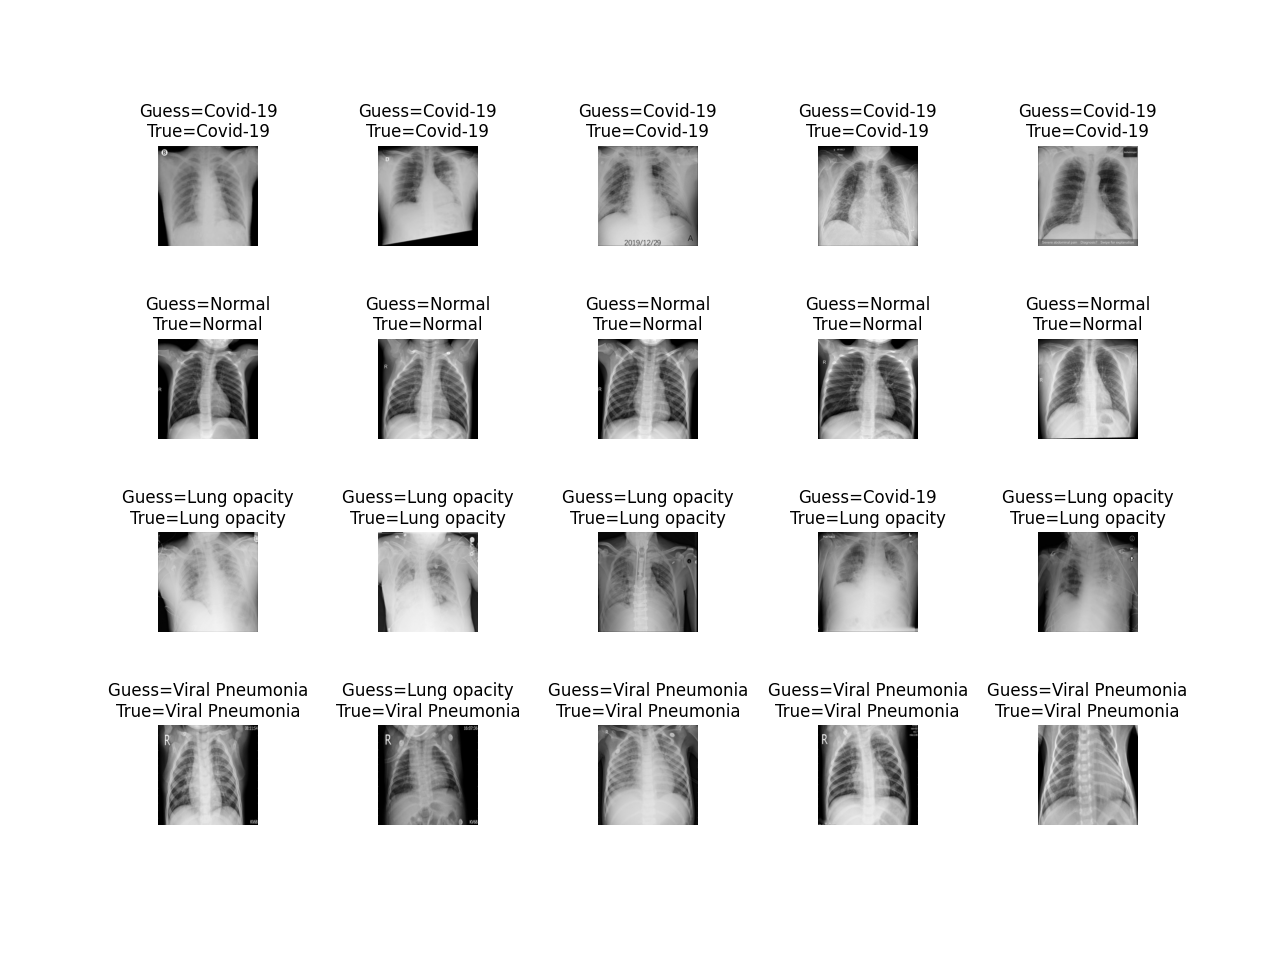 Guess=Covid-19
True=Covid-19
Guess=Covid-19
True=Covid-19
Guess=Covid-19
True=Covid-19
Guess=Covid-19
True=Covid-19
Guess=Covid-19
True=Covid-19
2019/12/29
A
Guess=Normal
True=Normal
Guess=Normal
True=Normal
Guess=Normal
True=Normal
Guess=Normal
True=Normal
Guess=Normal
True=Normal
Guess=Lung opacity
True=Lung opacity
Guess=Lung opacity
True=Lung opacity
Guess=Lung opacity
True=Lung opacity
Guess=Covid-19
True=Lung opacity
Guess=Lung opacity
True=Lung opacity
Guess=Viral Pneumonia
True=Viral Pneumonia
Guess=Lung opacity
True=Viral Pneumonia
Guess=Viral Pneumonia
True=Viral Pneumonia
Guess=Viral Pneumonia
True=Viral Pneumonia
Guess=Viral Pneumonia
True=Viral Pneumonia
R
R
R